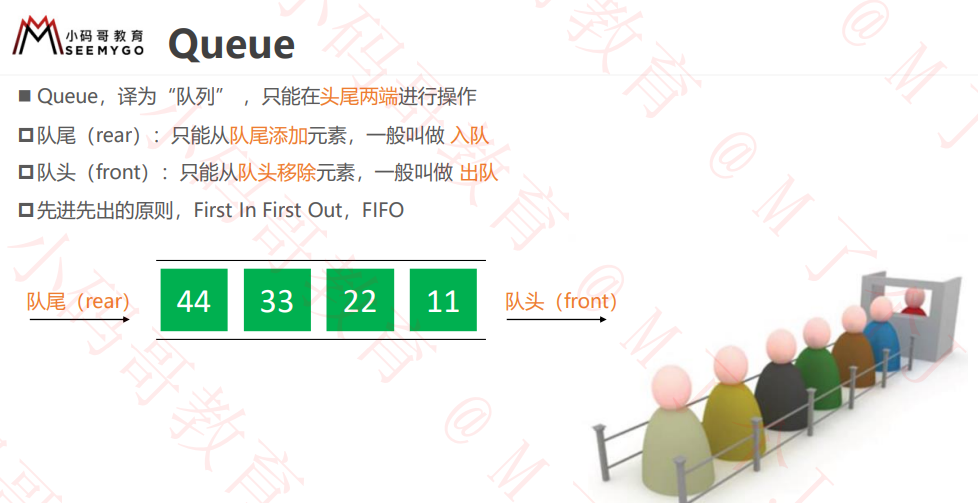 小码哥教育
SEEMYGO
Queue
Queue，译为“队列”，只能在头尾两端进行操作
队尾（rear）：只能从队尾添加元素，一般叫做 入队
队头（front）：只能从队头移除元素，一般叫做 出队
先进先出的原则，First In First Out，FIFO
队尾（rear） 44 33 22 11 队头（front）
小码哥教育 @M了个J